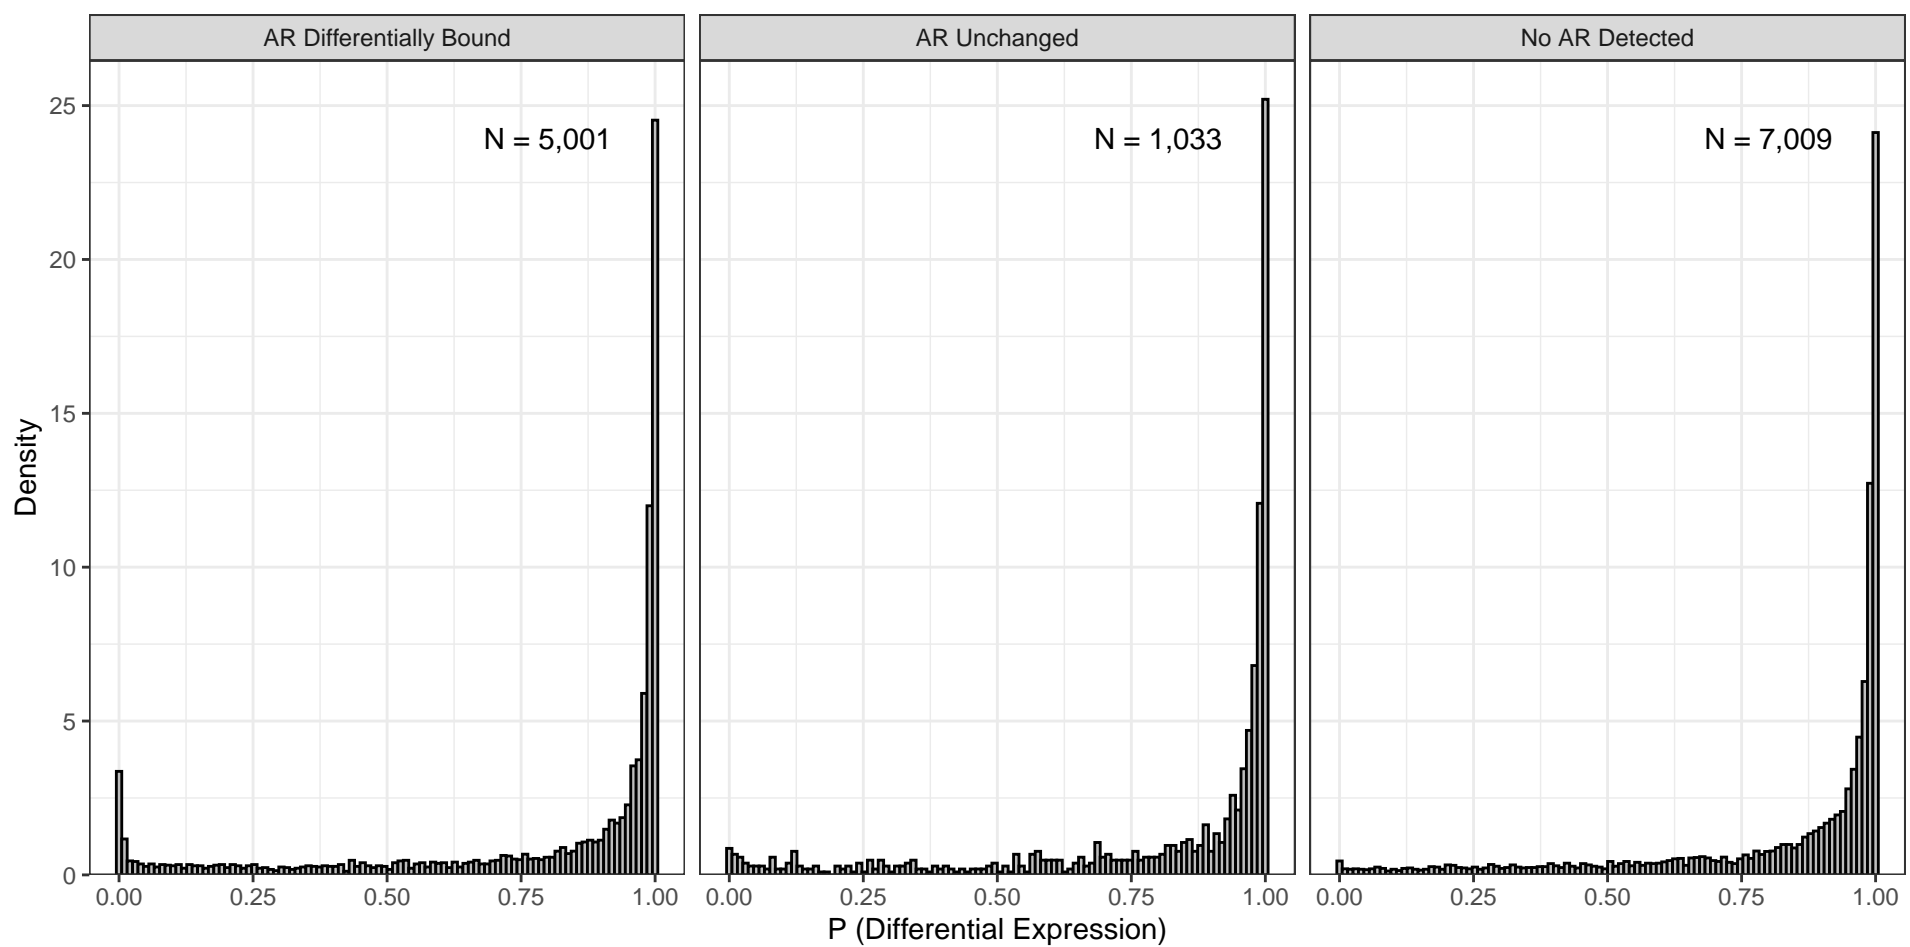 AR Differentially Bound
AR Unchanged
No AR Detected
N = 5,001
N = 1,033
N = 7,009
Density
25
20
15
10
5
0
0.00 0.25 0.50 0.75 1.00
0.00 0.25 0.50 0.75 1.00
0.00 0.25 0.50 0.75 1.00
P (Differential Expression)